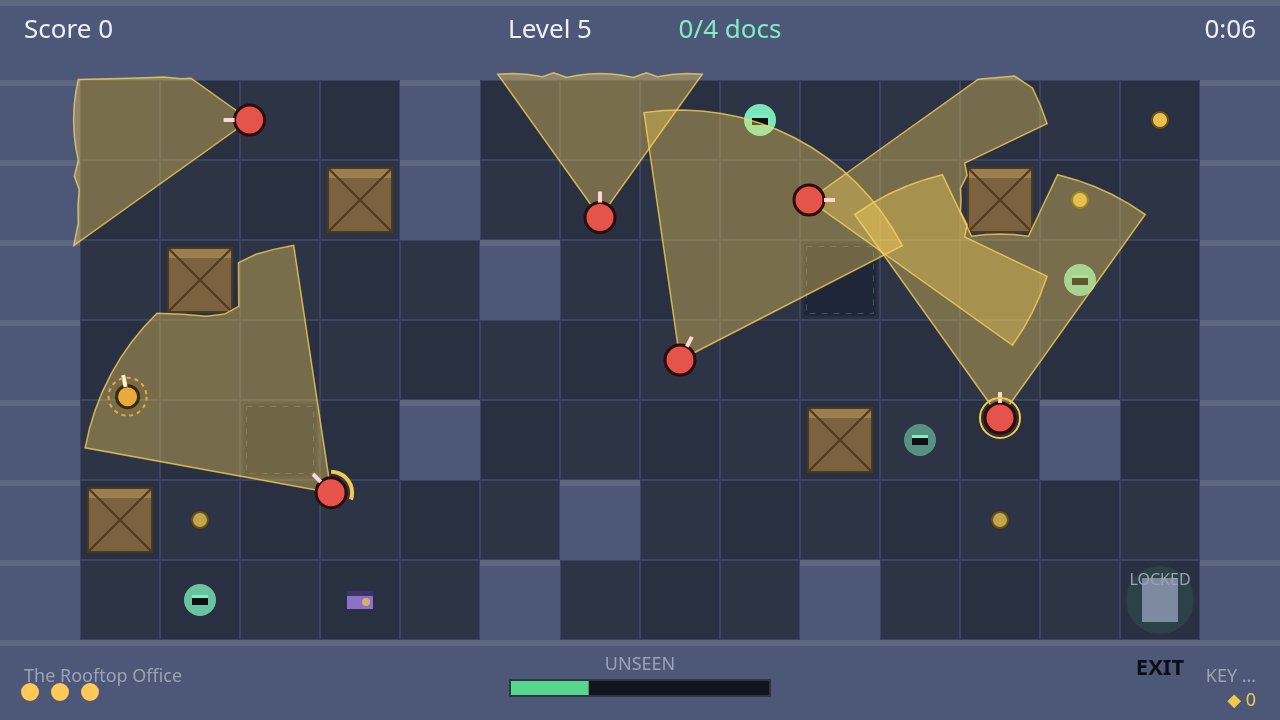 Score 0
Level 5
0/4 docs
0:06
LOCKED
UNSEEN
EXIT
The Rooftop Office
KEY ...
◆ 0